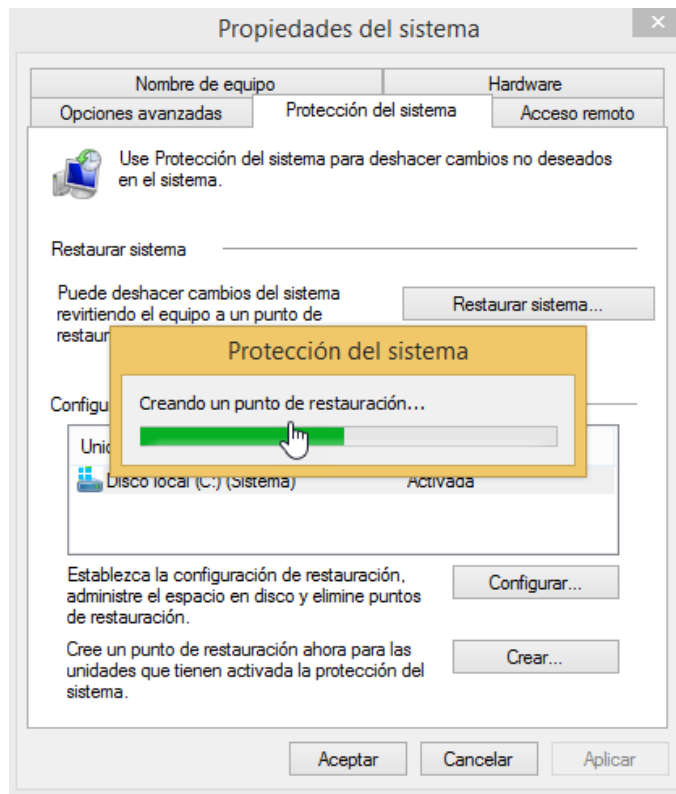 Propiedades del sistema
Nombre de equipo
Hardware
Opciones avanzadas
Protección del sistema
Acceso remoto
Use Protección del sistema para deshacer cambios no deseados
en el sistema.
Restaurar sistema
Puede deshacer cambios del sistema
revirtiendo el equipo a un punto de
Restaurar sistema...
Protección del sistema
Creando un punto de restauración...
Disco local (C:) (Sistema)
Activada
Establezca la configuración de restauración,
administre el espacio en disco y elimine puntos
de restauración.
Configurar...
Cree un punto de restauración ahora para las
unidades que tienen activada la protección del
sistema.
Crear...
Aceptar
Cancelar
Aplicar